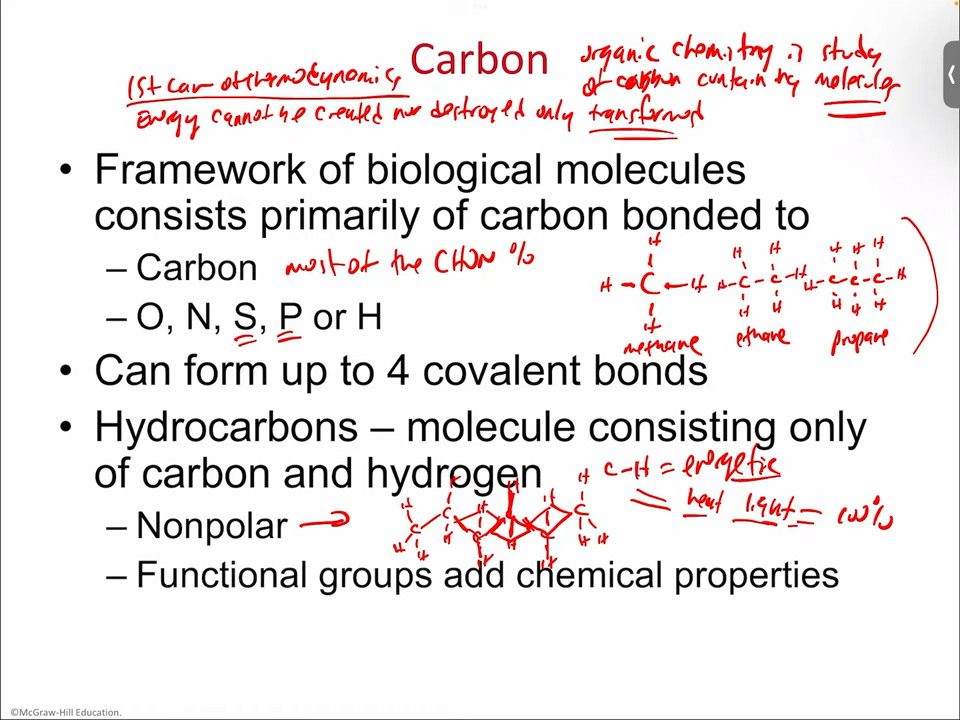 Carbon
organic chemistry is study
of carbon containing molecules
1st Law of thermodynamics
Energy cannot be created nor destroyed only transformed
• Framework of biological molecules
consists primarily of carbon bonded to
– Carbon most of the CHON %
– O, N, S, P or H
H H H H H H
H – C – H H – C – C – H H – C – C – C – H
H H H H H H
methane ethane propane
• Can form up to 4 covalent bonds
• Hydrocarbons – molecule consisting only
of carbon and hydrogen C–H = energetic
= heat light = 100%
– Nonpolar
– Functional groups add chemical properties
©McGraw-Hill Education.